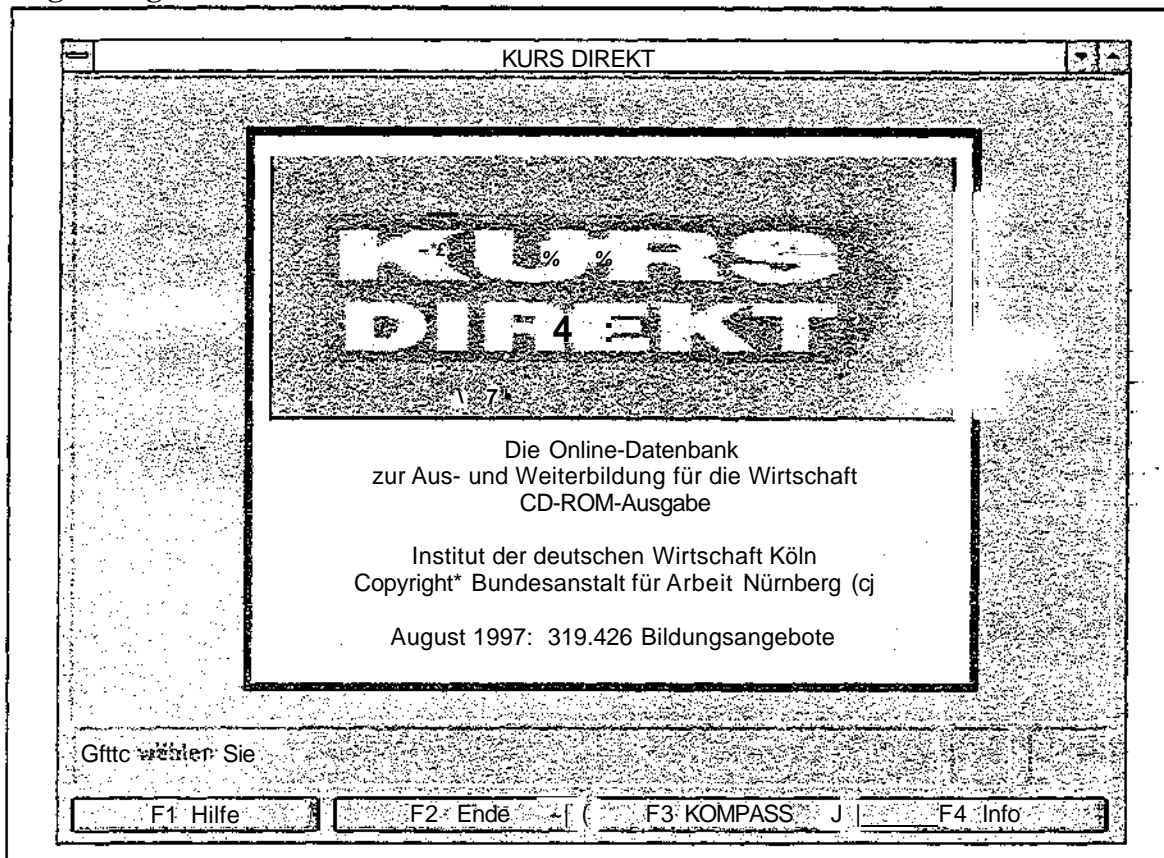 KURS DIREKT
KURS
DIREKT
Die Online-Datenbank
zur Aus- und Weiterbildung für die Wirtschaft
CD-ROM-Ausgabe
Institut der deutschen Wirtschaft Köln
Copyright* Bundesanstalt für Arbeit Nürnberg (cj
August 1997: 319.426 Bildungsangebote
wählen Sie
F1 Hilfe
F2 Ende
F3 KOMPASS
F4 Info